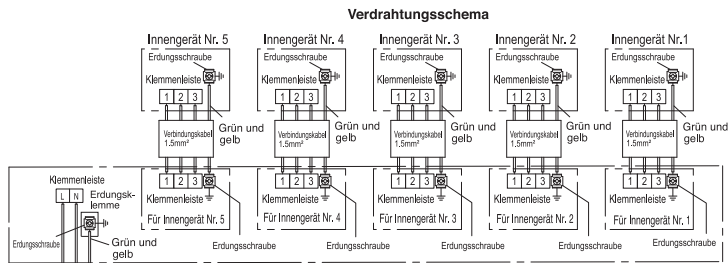 Verdrahtungsschema
Innengerät Nr. 5
Erdungsschraube
Klemmenleiste
1 2 3
Verbindungskabel
1.5mm²
Grün und
gelb
1 2 3
Klemmenleiste
Für Innengerät Nr. 5
Erdungsschraube
Innengerät Nr. 4
Erdungsschraube
Klemmenleiste
1 2 3
Verbindungskabel
1.5mm²
Grün und
gelb
1 2 3
Klemmenleiste
Für Innengerät Nr. 4
Erdungsschraube
Innengerät Nr. 3
Erdungsschraube
Klemmenleiste
1 2 3
Verbindungskabel
1.5mm²
Grün und
gelb
1 2 3
Klemmenleiste
Für Innengerät Nr. 3
Erdungsschraube
Innengerät Nr. 2
Erdungsschraube
Klemmenleiste
1 2 3
Verbindungskabel
1.5mm²
Grün und
gelb
1 2 3
Klemmenleiste
Für Innengerät Nr. 2
Erdungsschraube
Innengerät Nr.1
Erdungsschraube
Klemmenleiste
1 2 3
Verbindungskabel
1.5mm²
Grün und
gelb
1 2 3
Klemmenleiste
Für Innengerät Nr. 1
Erdungsschraube
Klemmenleiste
L N
Erdungsk-
lemme
Erdungsschraube
Grün und
gelb